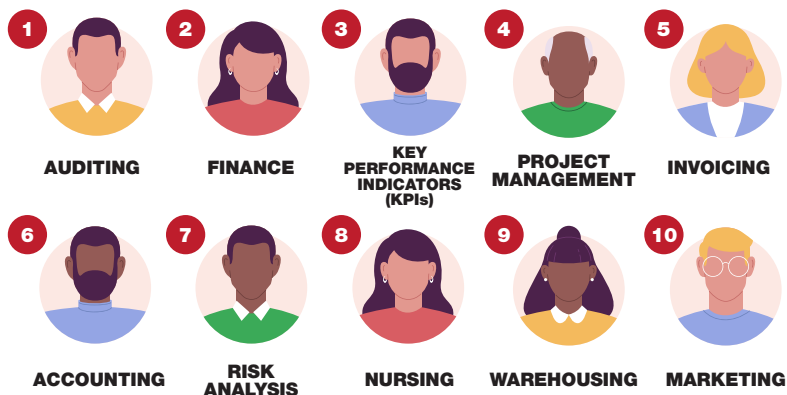 1 2 3 4 5
AUDITING
FINANCE
KEY
PERFORMANCE
INDICATORS
(KPIs)
PROJECT
MANAGEMENT
INVOICING
6 7 8 9 10
ACCOUNTING
RISK
ANALYSIS
NURSING
WAREHOUSING
MARKETING